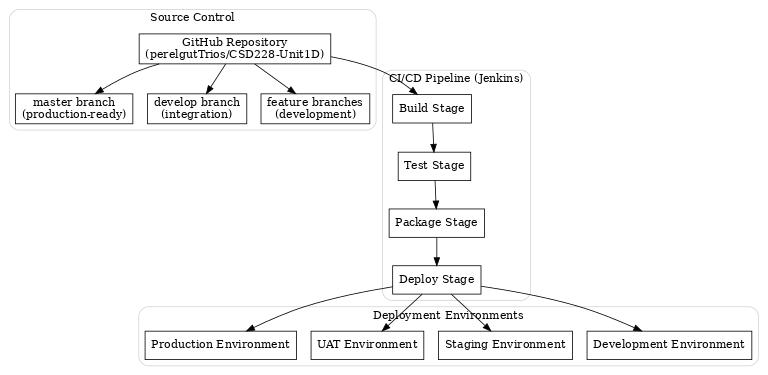 Source Control
GitHub Repository
(perelgutTrios/CSD228-Unit1D)
master branch
(production-ready)
develop branch
(integration)
feature branches
(development)
CI/CD Pipeline (Jenkins)
Build Stage
Test Stage
Package Stage
Deploy Stage
Deployment Environments
Production Environment
UAT Environment
Staging Environment
Development Environment